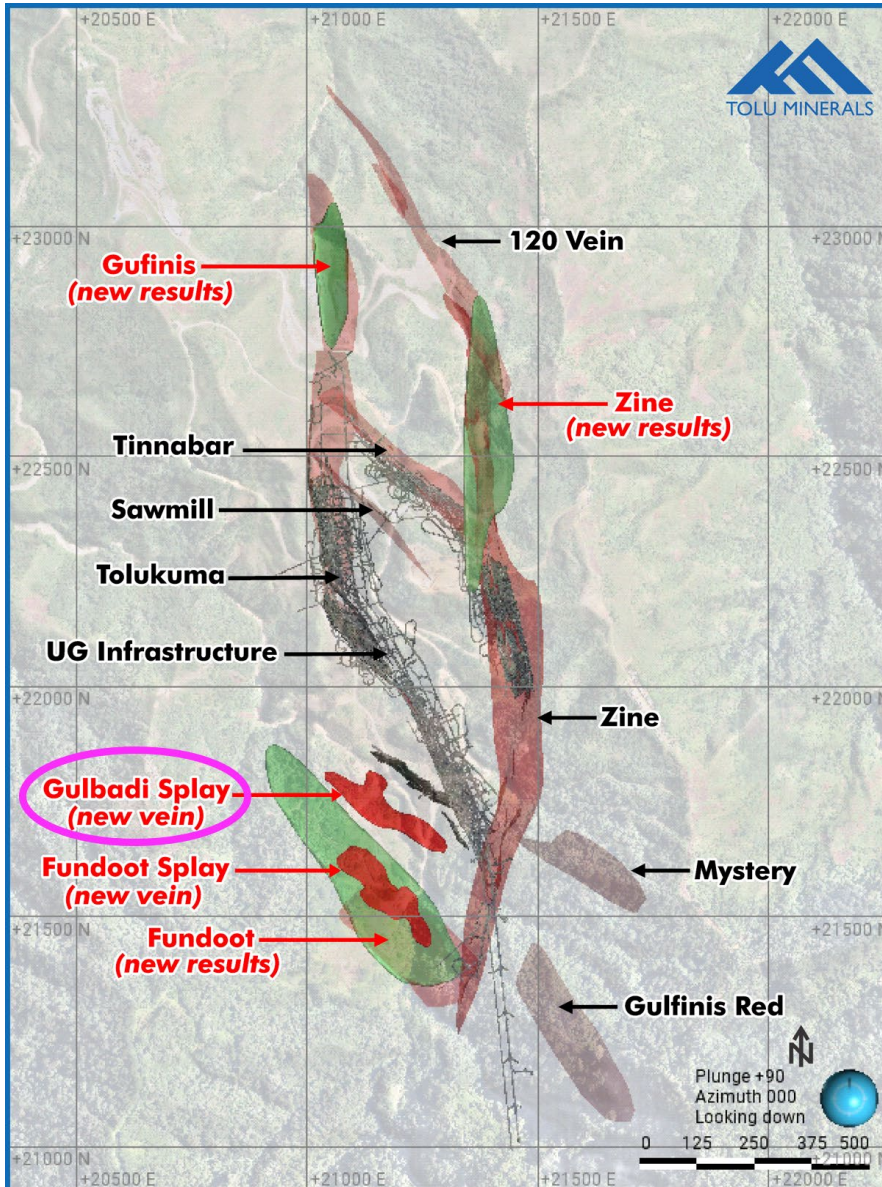 +20500 E
+21000 E
+21500 E
+22000 E
TOLU MINERALS
+23000 N
+23000 N
120 Vein
Gufinis
(new results)
Zine
(new results)
Tinnabar
+22500 N
+22500 N
Sawmill
Tolukuma
UG Infrastructure
+22000 N
+22000 N
Zine
Gulbadi Splay
(new vein)
Fundoot Splay
(new vein)
Mystery
+21500 N
+21500 N
Fundoot
(new results)
Gulfinis Red
N
Plunge +90
Azimuth 000
Looking down
0 125 250 375 500
+21000 N
+21000 N
+20500 E
+21000 E
+21500 E
+22000 E